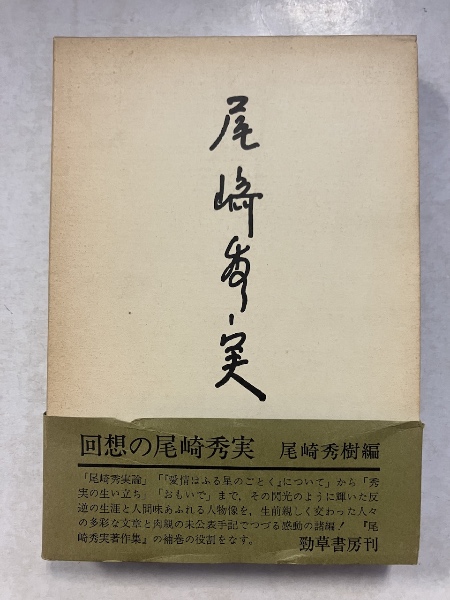 尾崎秀実
回想の尾崎秀実 尾崎秀樹編
「尾崎秀実論」「『愛情はふる星のごとく』について」から「秀
実の生い立ち」「おもいで」まで、その閃光のように輝いた反
逆の生涯と人間味あふれる人物像を、生前親しく交わった人々
の多彩な文章と肉親の未公表手記でつづる感動の諸編！ 『尾
崎秀実著作集』の補巻の役割をなす。 勁草書房刊